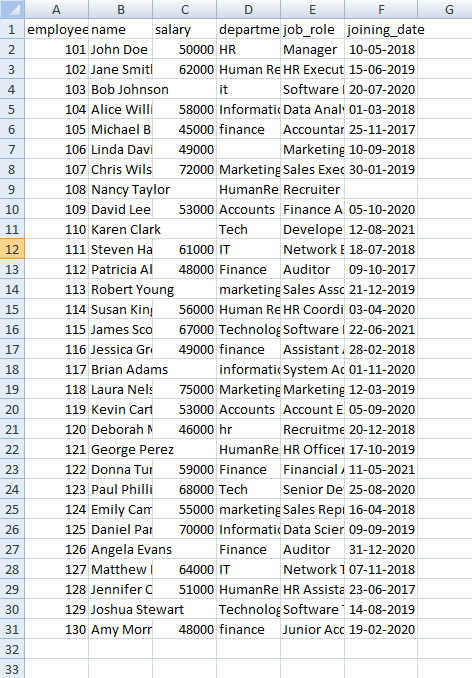 A B C D E F G
1 employee name salary departme job_role joining_date
2 101 John Doe 50000 HR Manager 10-05-2018
3 102 Jane Smitl 62000 Human Re HR Execut 15-06-2019
4 103 Bob Johnson it Software 20-07-2020
5 104 Alice Willi 58000 Informatic Data Anal 01-03-2018
6 105 Michael B 45000 finance Accountar 25-11-2017
7 106 Linda Davi 49000 Marketing 10-09-2018
8 107 Chris Wils 72000 Marketing Sales Exec 30-01-2019
9 108 Nancy Taylor HumanRe Recruiter
10 109 David Lee 53000 Accounts Finance A 05-10-2020
11 110 Karen Clark Tech Develope 12-08-2021
12 111 Steven Ha 61000 IT Network E 18-07-2018
13 112 Patricia Al 48000 Finance Auditor 09-10-2017
14 113 Robert Young marketing Sales Asso 21-12-2019
15 114 Susan King 56000 Human Re HR Coordi 03-04-2020
16 115 James Sco 67000 Technolog Software 22-06-2021
17 116 Jessica Gr 49000 finance Assistant 28-02-2018
18 117 Brian Adams informatic System Ac 01-11-2020
19 118 Laura Nels 75000 Marketing Marketing 12-03-2019
20 119 Kevin Cart 53000 Accounts Account E 05-09-2020
21 120 Deborah 46000 hr Recruitme 20-12-2018
22 121 George Perez HumanRe HR Officer 17-10-2019
23 122 Donna Tur 59000 Finance Financial 11-05-2021
24 123 Paul Philli 68000 Tech Senior De 25-08-2020
25 124 Emily Cam 55000 marketing Sales Rep 16-04-2018
26 125 Daniel Par 70000 Informatic Data Scien 09-09-2019
27 126 Angela Evans Finance Auditor 31-12-2020
28 127 Matthew 64000 IT Network T 07-11-2018
29 128 Jennifer C 51000 HumanRe HR Assista 23-06-2017
30 129 Joshua Stewart Technolog Software 14-08-2019
31 130 Amy Morr 48000 finance Junior Acc 19-02-2020
32
33